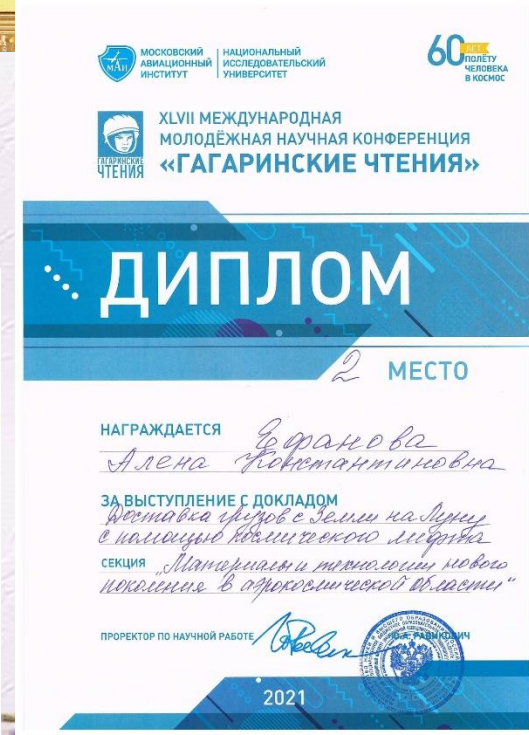 МАИ
МОСКОВСКИЙ АВИАЦИОННЫЙ ИНСТИТУТ
НАЦИОНАЛЬНЫЙ ИССЛЕДОВАТЕЛЬСКИЙ УНИВЕРСИТЕТ
60 ЛЕТ ПОЛЁТУ ЧЕЛОВЕКА В КОСМОС
ГАГАРИНСКИЕ ЧТЕНИЯ
XLVII МЕЖДУНАРОДНАЯ
МОЛОДЁЖНАЯ НАУЧНАЯ КОНФЕРЕНЦИЯ
«ГАГАРИНСКИЕ ЧТЕНИЯ»
ДИПЛОМ
2 МЕСТО
НАГРАЖДАЕТСЯ Ефанова
Алена Константиновна
ЗА ВЫСТУПЛЕНИЕ С ДОКЛАДОМ
Доставка грузов с Земли на Луну
с помощью космического лифта
СЕКЦИЯ „Материалы и технологии нового
поколения в аэрокосмической области"
ПРОРЕКТОР ПО НАУЧНОЙ РАБОТЕ Ю.А. РАВИКОВИЧ
2021